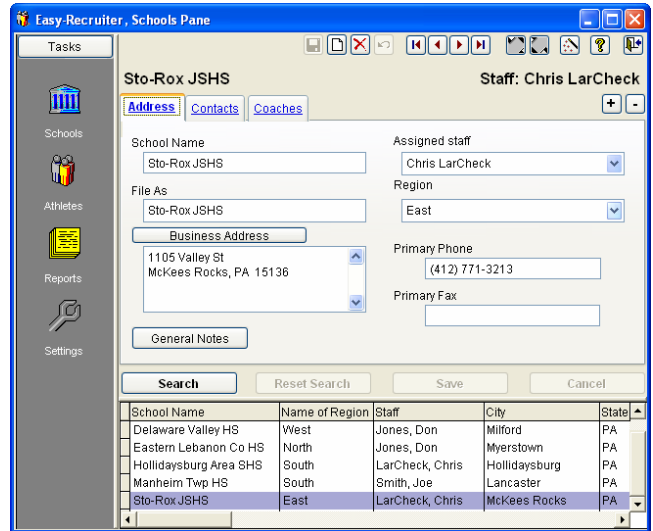 Easy-Recruiter , Schools Pane
Tasks
Sto-Rox JSHS Staff: Chris LarCheck
Address Contacts Coaches + -
Schools
School Name Assigned staff
Sto-Rox JSHS Chris LarCheck
File As Region
Athletes
Sto-Rox JSHS East
Business Address
1105 Valley St
McKees Rocks, PA 15136
Primary Phone
(412) 771-3213
Reports
Primary Fax
General Notes
Settings
Search Reset Search Save Cancel
School Name Name of Region Staff City State
Delaware Valley HS West Jones, Don Milford PA
Eastern Lebanon Co HS North Jones, Don Myerstown PA
Hollidaysburg Area SHS South LarCheck, Chris Hollidaysburg PA
Manheim Twp HS South Smith, Joe Lancaster PA
Sto-Rox JSHS East LarCheck, Chris McKees Rocks PA